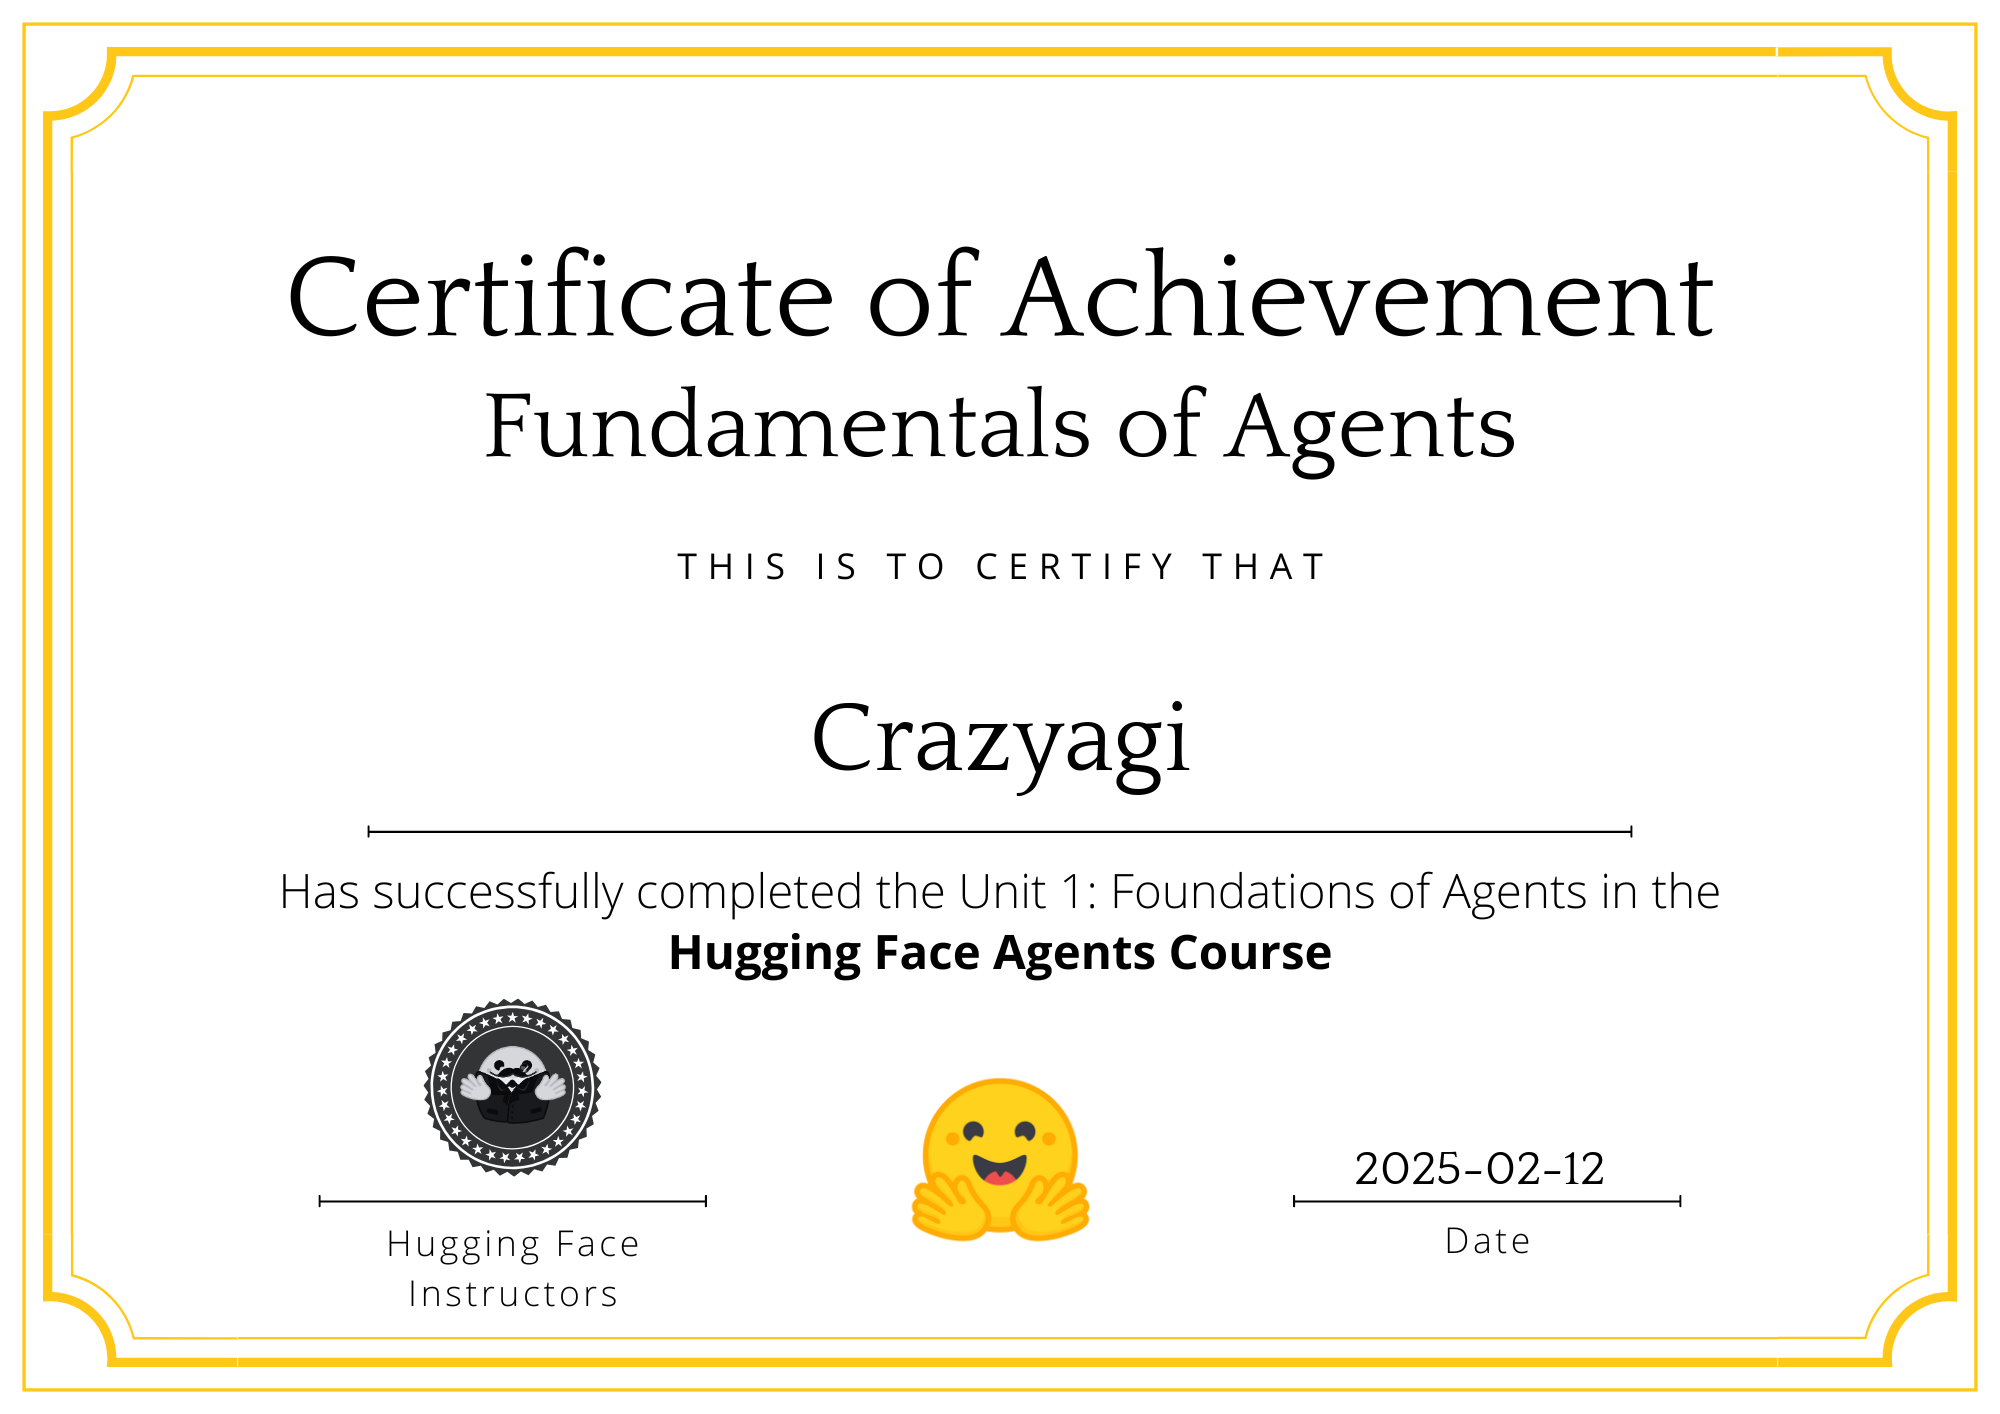 Certificate of Achievement
Fundamentals of Agents
THIS IS TO CERTIFY THAT
Crazyagi
Has successfully completed the Unit 1: Foundations of Agents in the
Hugging Face Agents Course
2025-02-12
Hugging Face
Instructors
Date